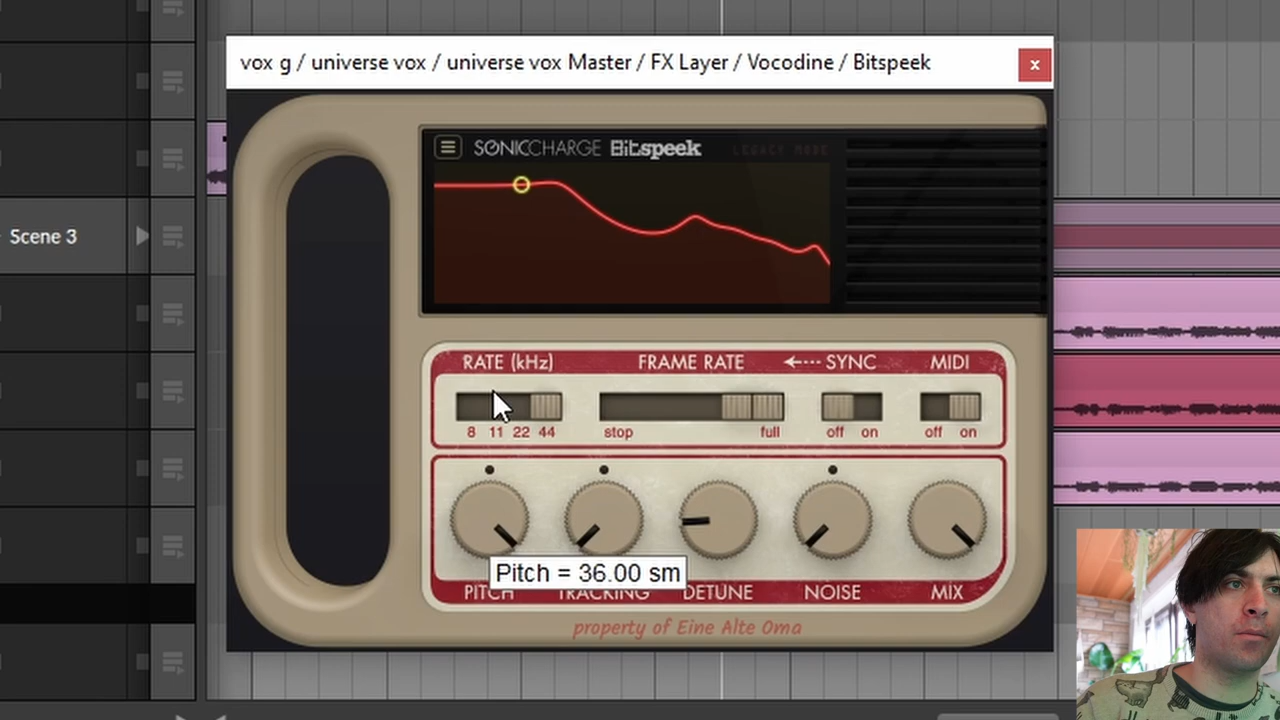 vox g / universe vox / universe vox Master / FX Layer / Vocodine / Bitspeek
x
SONICCHARGE Bitspeek LEGACY MODE
Scene 3
RATE (kHz) FRAME RATE SYNC MIDI
8 11 22 44 stop full off on off on
Pitch = 36.00 sm
PITCH TRACKING DETUNE NOISE MIX
property of Eine Alte Oma